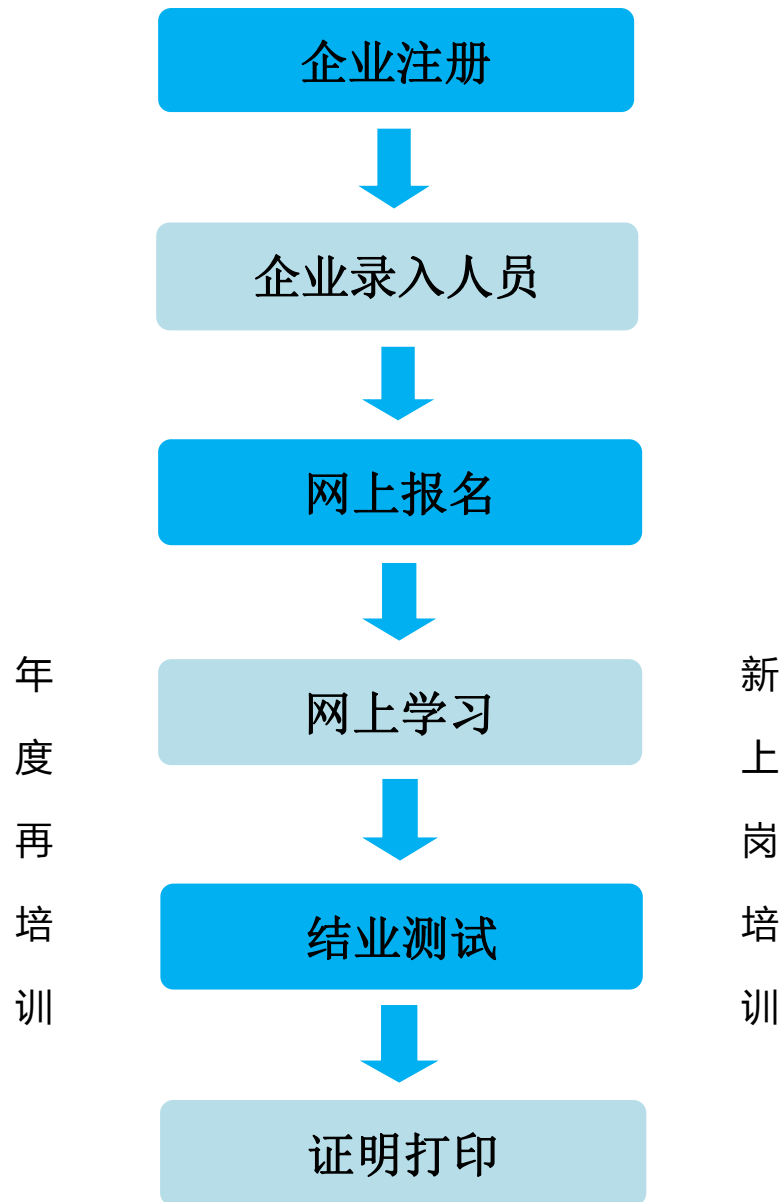 企业注册
企业录入人员
网上报名
网上学习
结业测试
证明打印
年度再培训
新上岗培训